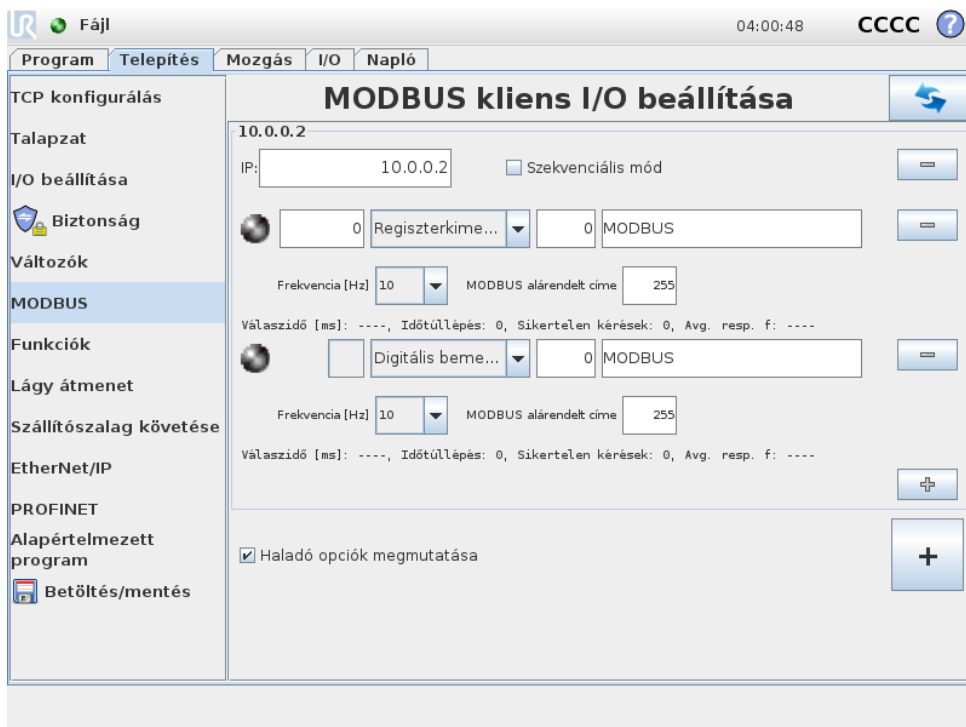 UR Fájl 04:00:48 CCCC ?
Program Telepítés Mozgás I/O Napló
TCP konfigurálás
Talapzat
I/O beállítása
Biztonság
Változók
MODBUS
Funkciók
Lágy átmenet
Szállítószalag követése
EtherNet/IP
PROFINET
Alapértelmezett
program
Betöltés/mentés
MODBUS kliens I/O beállítása
10.0.0.2
IP: 10.0.0.2 Szekvenciális mód
0 Regiszterkime... 0 MODBUS
Frekvencia [Hz] 10 MODBUS alárendelt címe 255
Válaszidő [ms]: ----, Időtúllépés: 0, Sikertelen kérések: 0, Avg. resp. f: ----
Digitális beme... 0 MODBUS
Frekvencia [Hz] 10 MODBUS alárendelt címe 255
Válaszidő [ms]: ----, Időtúllépés: 0, Sikertelen kérések: 0, Avg. resp. f: ----
Haladó opciók megmutatása